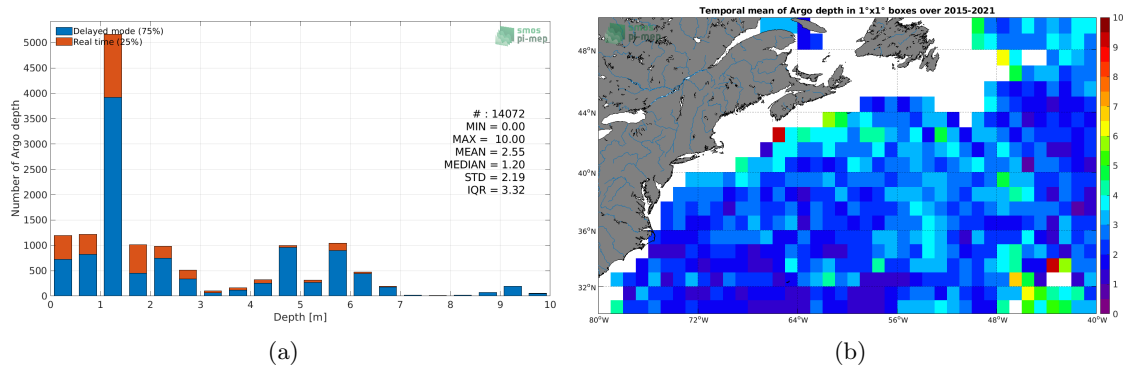 Delayed mode (75%)
Real time (25%)
smos
pi-mep
# : 14072
MIN = 0.00
MAX = 10.00
MEAN = 2.55
MEDIAN = 1.20
STD = 2.19
IQR = 3.32
Number of Argo depth
5000
4500
4000
3500
3000
2500
2000
1500
1000
500
0
0 1 2 3 4 5 6 7 8 9 10
Depth [m]
(a)
Temporal mean of Argo depth in 1°x1° boxes over 2015-2021
pi-mep
48°N
44°N
40°N
36°N
32°N
80°W 72°W 64°W 56°W 48°W 40°W
10
9
8
7
6
5
4
3
2
1
0
(b)